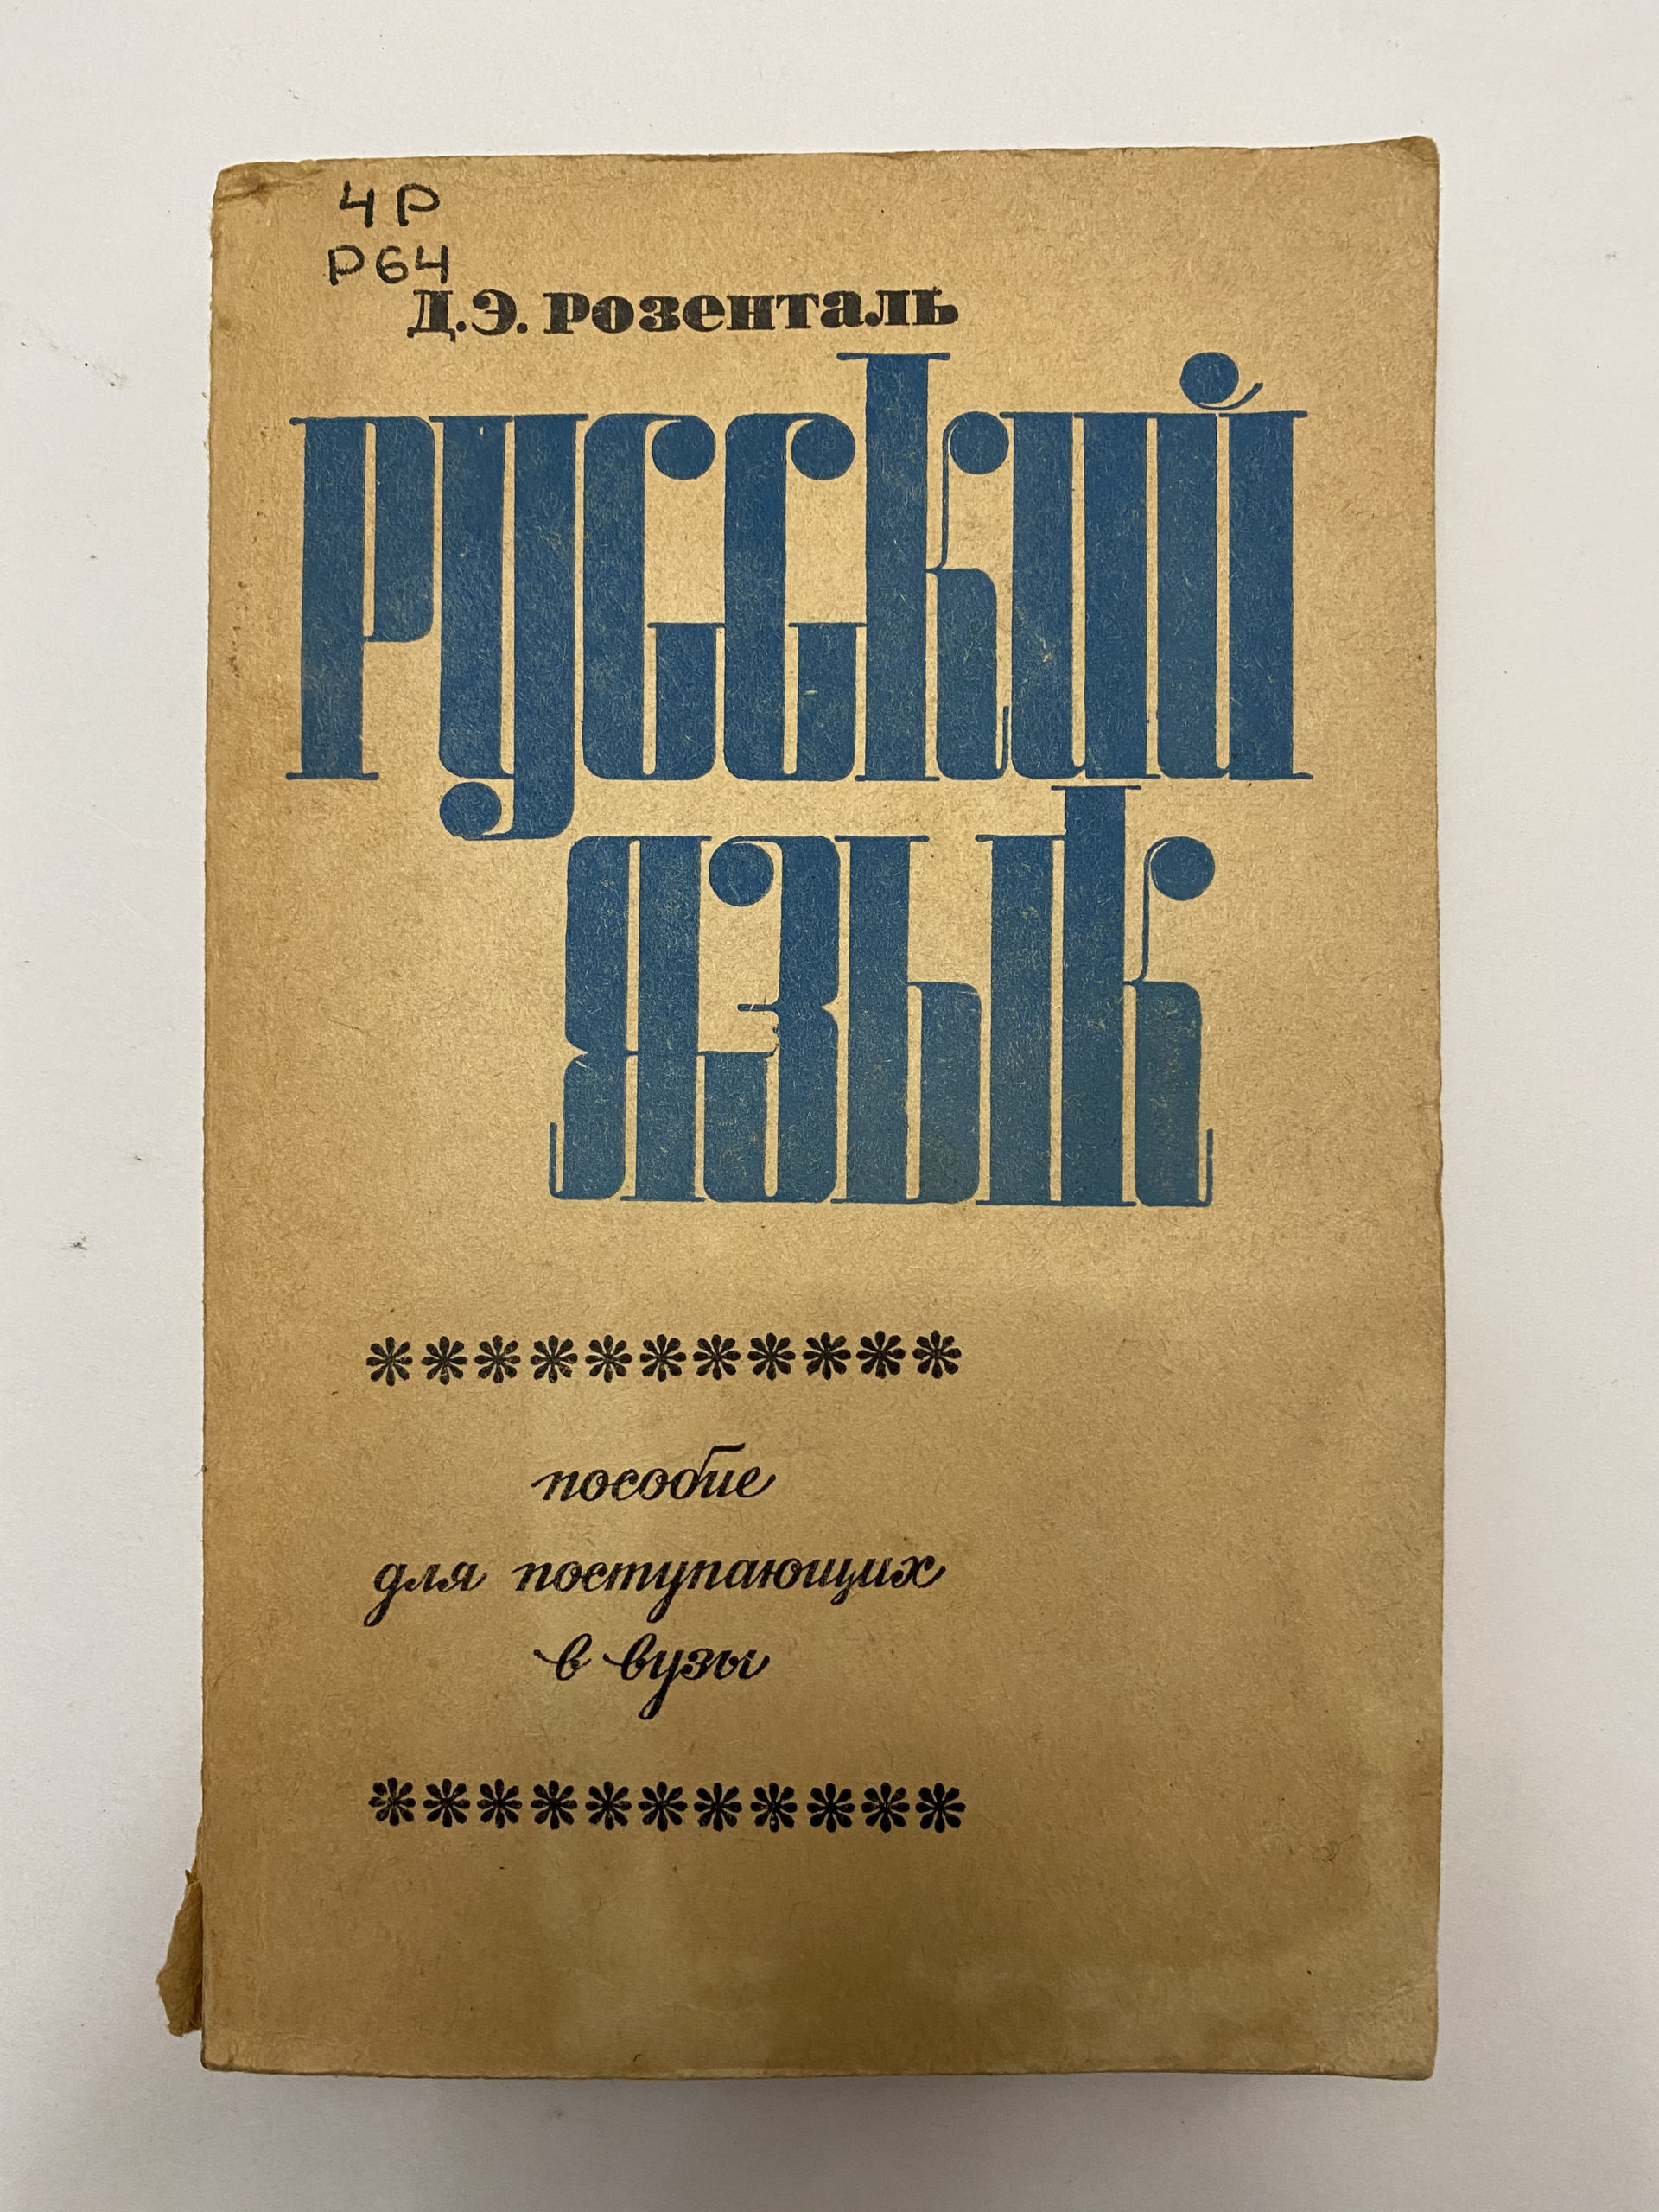 4Р
Р64
Д.Э. Розенталь
Русский
язык
***********
пособие
для поступающих
в вузы
***********